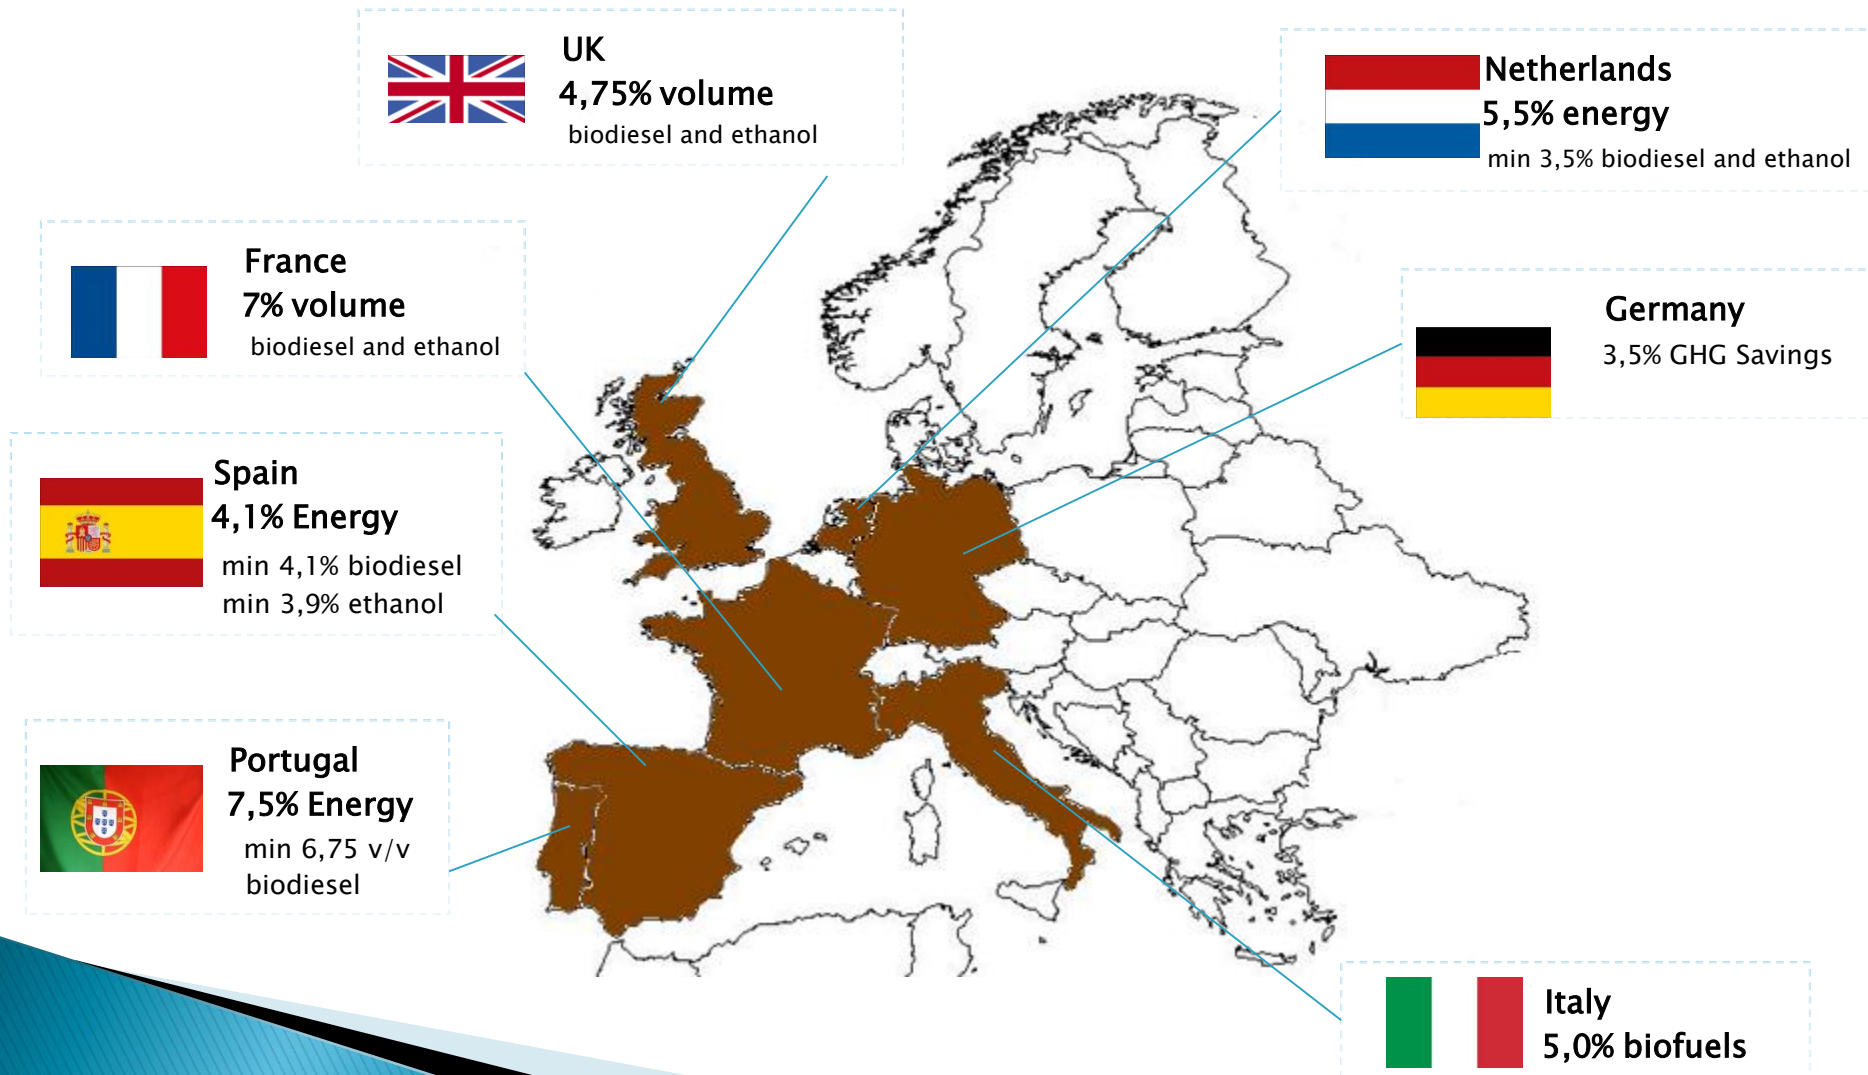 UK
4,75% volume
biodiesel and ethanol
Netherlands
5,5% energy
min 3,5% biodiesel and ethanol
France
7% volume
biodiesel and ethanol
Germany
3,5% GHG Savings
Spain
4,1% Energy
min 4,1% biodiesel
min 3,9% ethanol
Portugal
7,5% Energy
min 6,75 v/v
biodiesel
Italy
5,0% biofuels